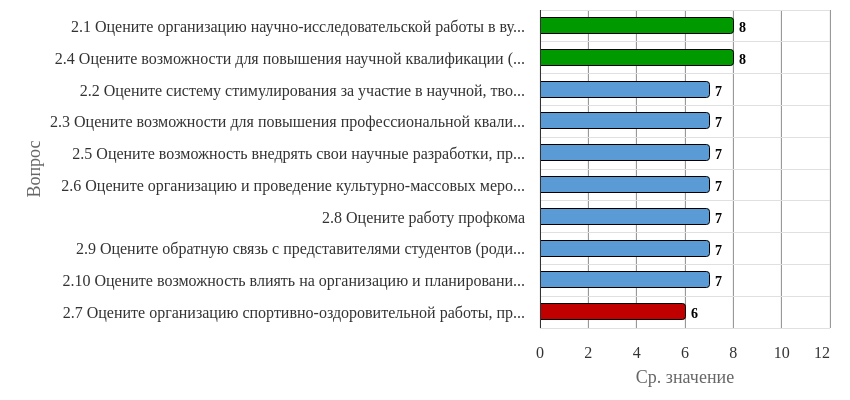 2.1 Оцените организацию научно-исследовательской работы в ву... 8
2.4 Оцените возможности для повышения научной квалификации (... 8
2.2 Оцените систему стимулирования за участие в научной, тво... 7
2.3 Оцените возможности для повышения профессиональной квали... 7
2.5 Оцените возможность внедрять свои научные разработки, пр... 7
2.6 Оцените организацию и проведение культурно-массовых меро... 7
2.8 Оцените работу профкома 7
2.9 Оцените обратную связь с представителями студентов (роди... 7
2.10 Оцените возможность влиять на организацию и планировани... 7
2.7 Оцените организацию спортивно-оздоровительной работы, пр... 6
Вопрос
0 2 4 6 8 10 12
Ср. значение